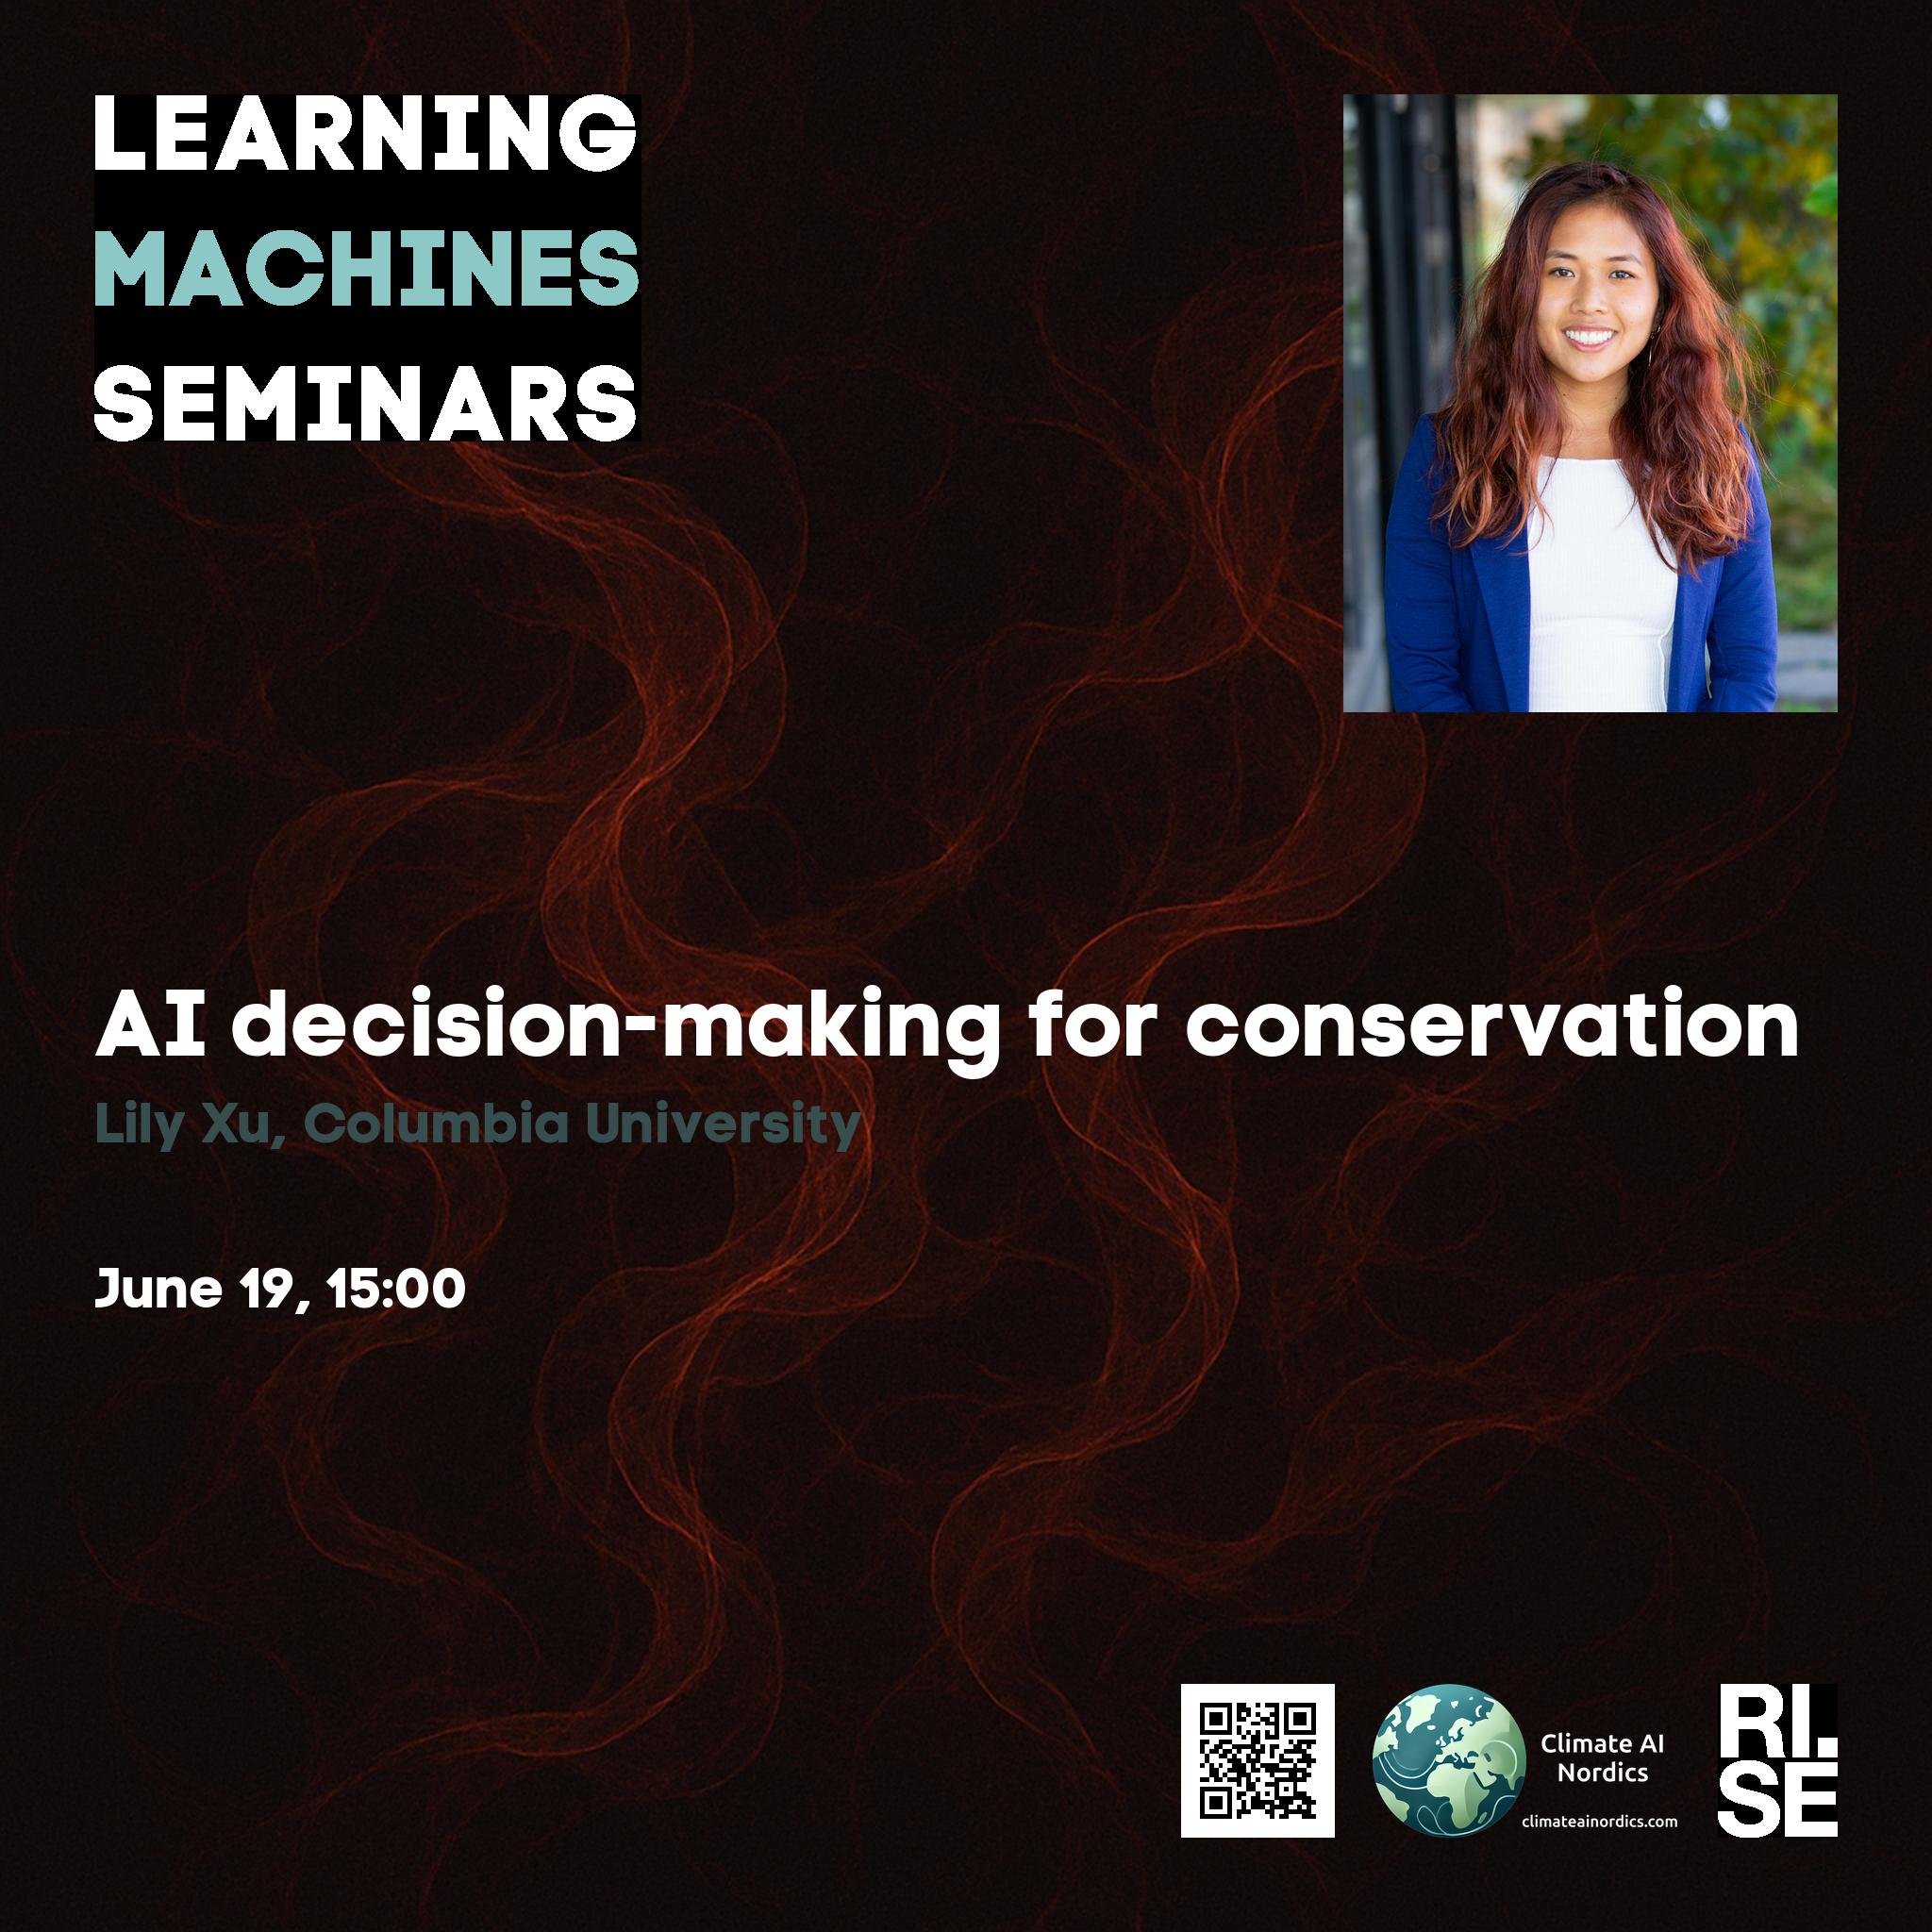 LEARNING
MACHINES
SEMINARS
AI decision-making for conservation
Lily Xu, Columbia University
June 19, 15:00
Climate AI
Nordics
climateainordics.com
RI.
SE